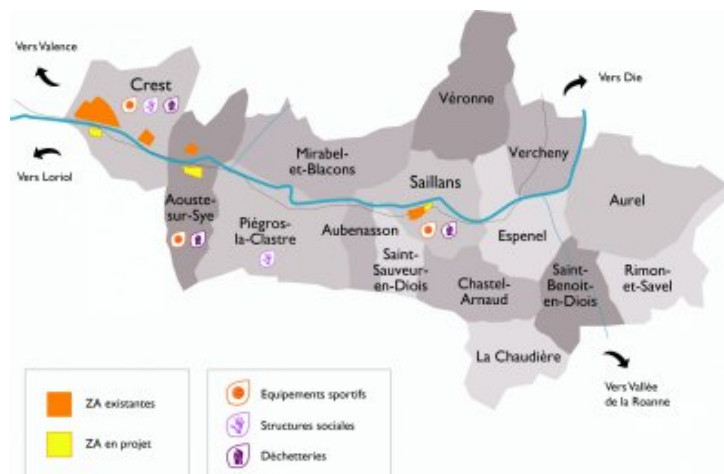 Vers Valence
Crest
Vers Die
Véronne
Vers Loriol
Mirabel-
et-Blacons
Vercheny
Saillans
Aouste-
sur-Sye
Piégros-
la-Clastre
Aubenasson
Espenel
Aurel
Saint-
Sauveur-
en-Diois
Chastel-
Arnaud
Saint-
Benoit-
en-Diois
Rimon-
et-Savel
La Chaudière
Vers Vallée
de la Roanne
ZA existantes
ZA en projet
Equipements sportifs
Structures sociales
Déchetteries